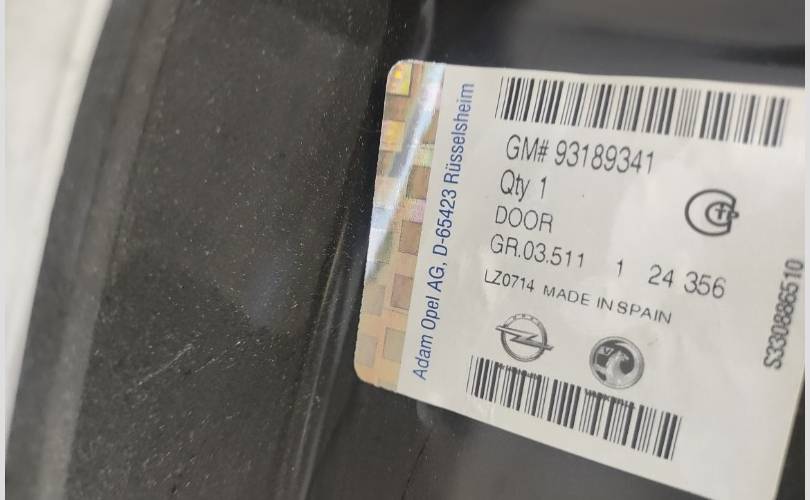 Adam Opel AG, D-65423 Rüsselsheim
GM# 93189341
Qty 1
DOOR
GR.03.511 1 24 356
LZ0714 MADE IN SPAIN
S330886510